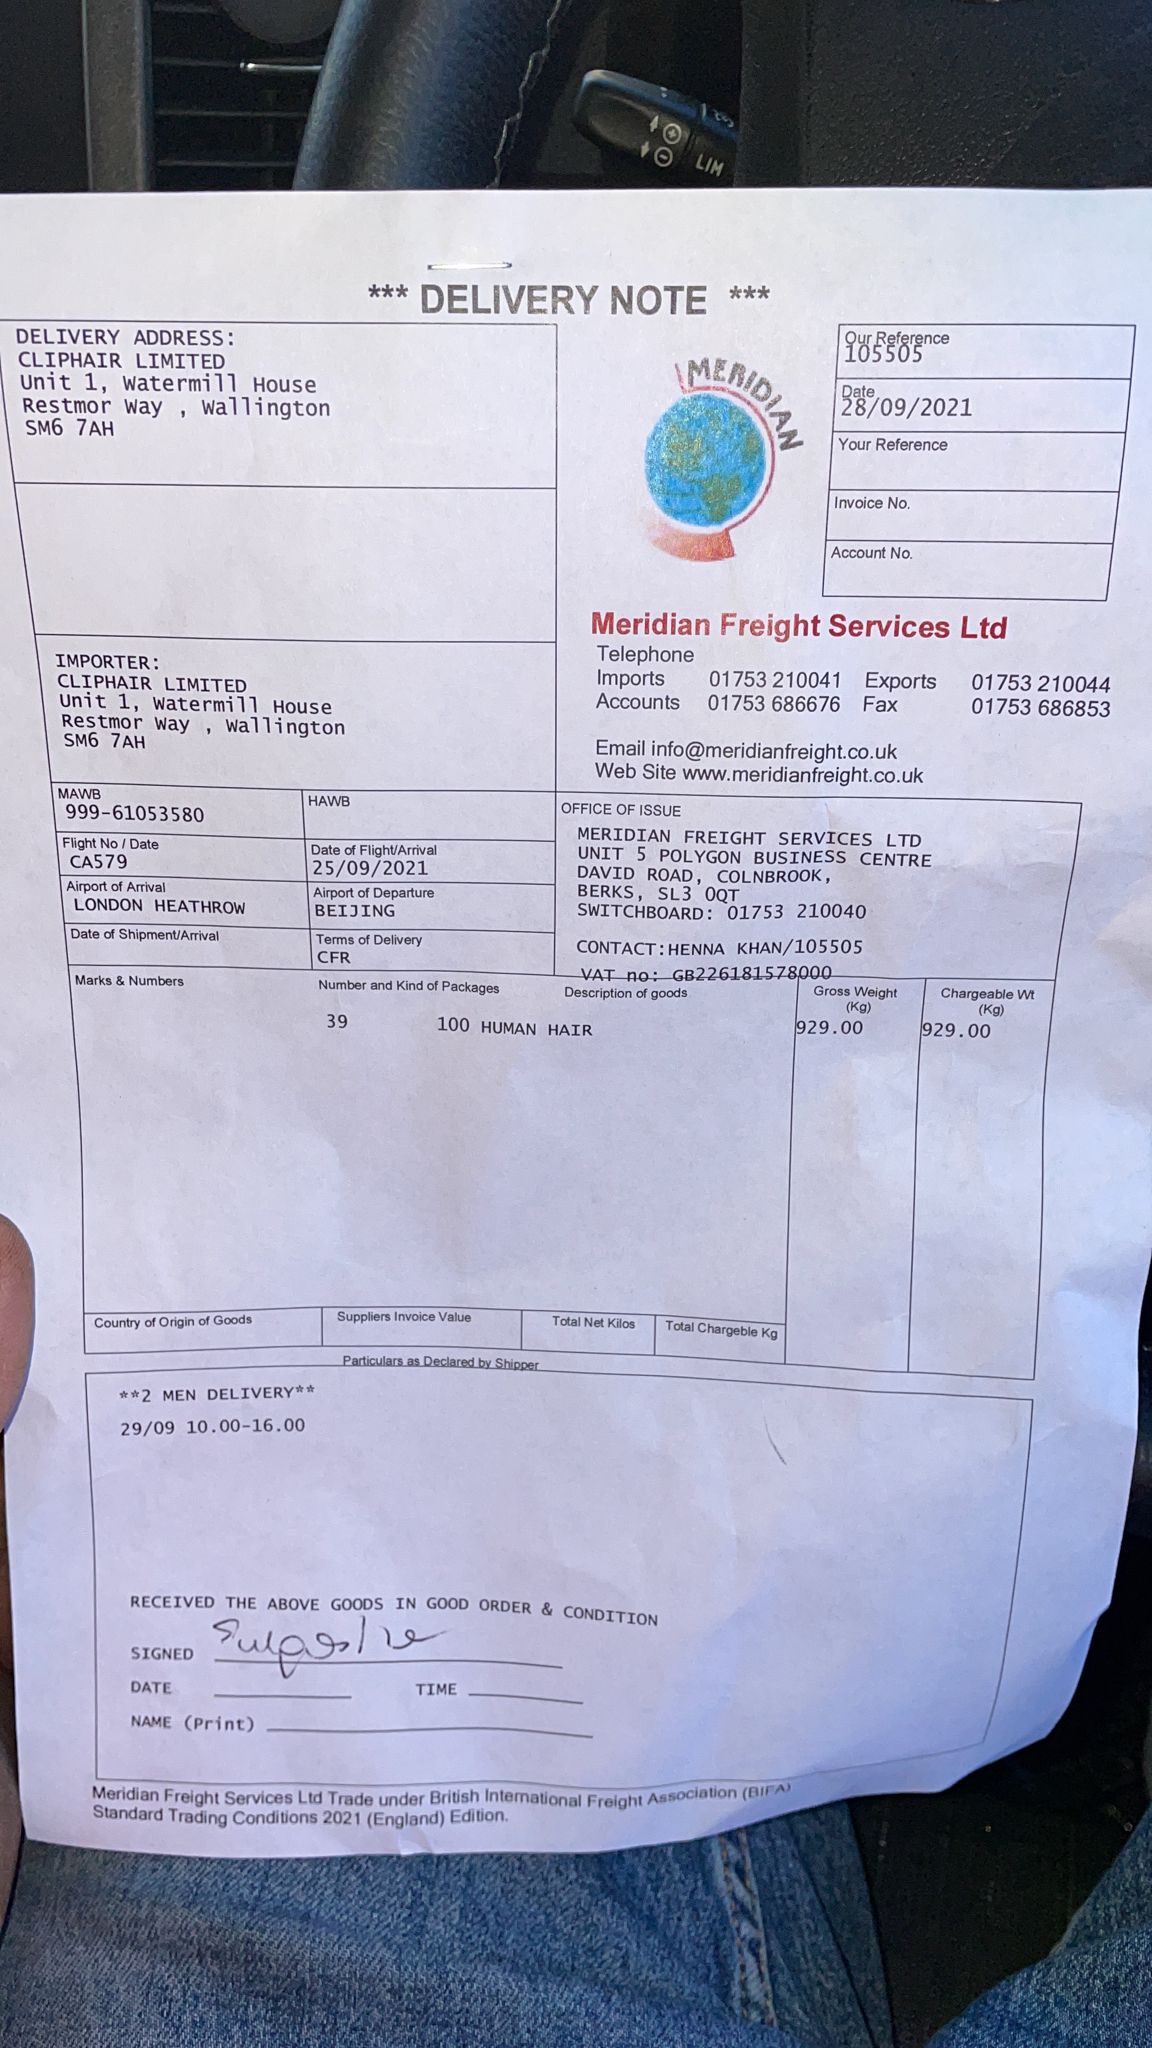 LIM
*** DELIVERY NOTE ***
DELIVERY ADDRESS:
CLIPHAIR LIMITED
Unit 1, Watermill House
Restmor Way , Wallington
SM6 7AH
MERIDIAN
Our Reference
105505
Date
28/09/2021
Your Reference
Invoice No.
Account No.
Meridian Freight Services Ltd
Telephone
Imports 01753 210041 Exports 01753 210044
Accounts 01753 686676 Fax 01753 686853
Email info@meridianfreight.co.uk
Web Site www.meridianfreight.co.uk
IMPORTER:
CLIPHAIR LIMITED
Unit 1, Watermill House
Restmor Way , Wallington
SM6 7AH
MAWB
999-61053580
HAWB
Flight No / Date
CA579
Date of Flight/Arrival
25/09/2021
Airport of Arrival
LONDON HEATHROW
Airport of Departure
BEIJING
Date of Shipment/Arrival
Terms of Delivery
CFR
OFFICE OF ISSUE
MERIDIAN FREIGHT SERVICES LTD
UNIT 5 POLYGON BUSINESS CENTRE
DAVID ROAD, COLNBROOK,
BERKS, SL3 0QT
SWITCHBOARD: 01753 210040
CONTACT:HENNA KHAN/105505
VAT no: GB226181578000
Marks & Numbers
Number and Kind of Packages
Description of goods
Gross Weight
(Kg)
Chargeable Wt
(Kg)
39 100 HUMAN HAIR 929.00 929.00
Country of Origin of Goods
Suppliers Invoice Value
Total Net Kilos
Total Chargeble Kg
Particulars as Declared by Shipper
**2 MEN DELIVERY**
29/09 10.00-16.00
RECEIVED THE ABOVE GOODS IN GOOD ORDER & CONDITION
SIGNED
DATE TIME
NAME (Print)
Meridian Freight Services Ltd Trade under British International Freight Association (BIFA)
Standard Trading Conditions 2021 (England) Edition.